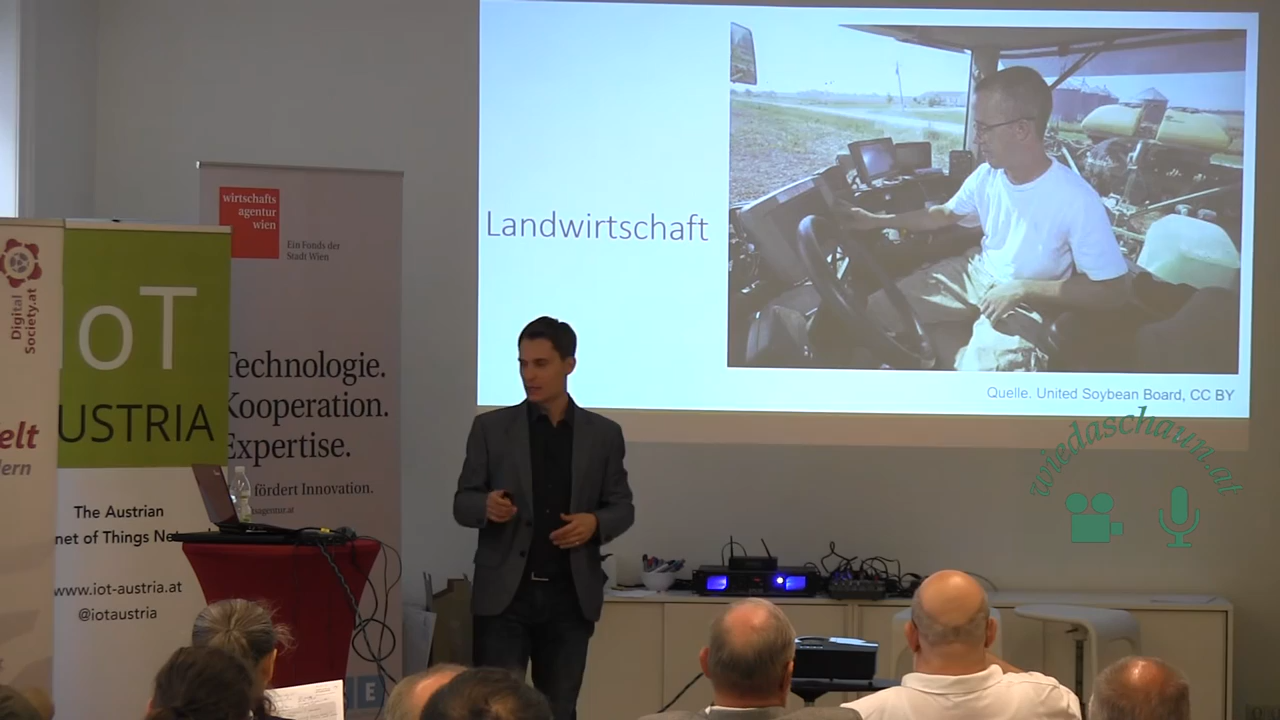 Landwirtschaft
Quelle. United Soybean Board, CC BY
wirtschafts
agentur
wien
Ein Fonds der
Stadt Wien
Technologie.
Kooperation.
Expertise.
fördert Innovation.
Digital
Society.at
elt
ern
IoT
AUSTRIA
The Austrian
net of Things Ne
www.iot-austria.at
@iotaustria
wiedaschaun.at
E